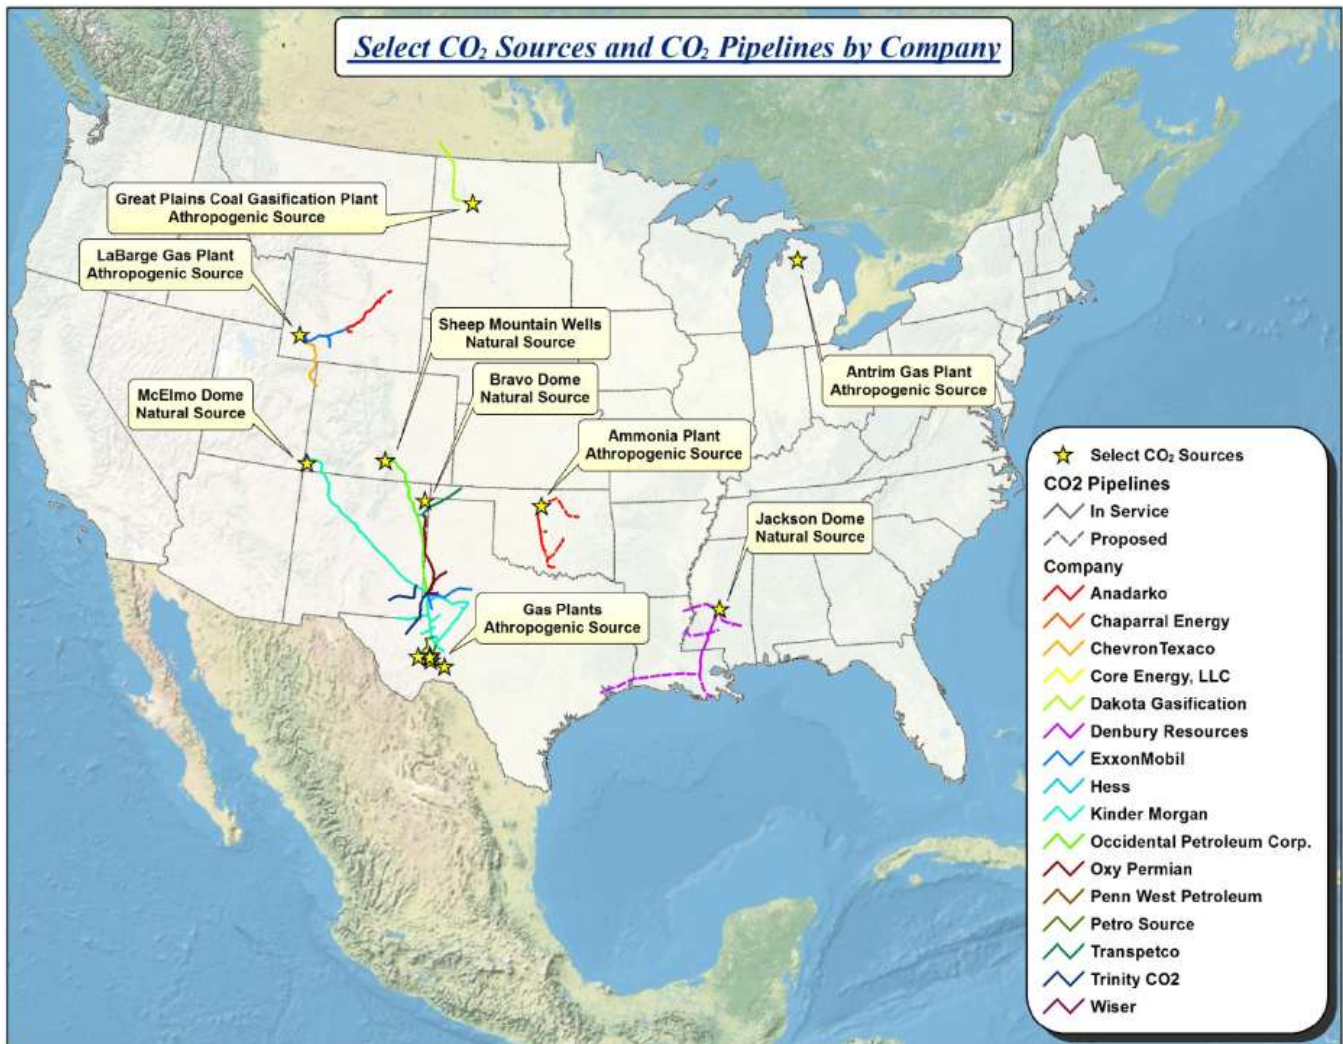 Select CO₂ Sources and CO₂ Pipelines by Company
Great Plains Coal Gasification Plant
Athropogenic Source
LaBarge Gas Plant
Athropogenic Source
Sheep Mountain Wells
Natural Source
Bravo Dome
Natural Source
McElmo Dome
Natural Source
Antrim Gas Plant
Athropogenic Source
Ammonia Plant
Athropogenic Source
Jackson Dome
Natural Source
Gas Plants
Athropogenic Source
Select CO₂ Sources
CO2 Pipelines
In Service
Proposed
Company
Anadarko
Chaparral Energy
ChevronTexaco
Core Energy, LLC
Dakota Gasification
Denbury Resources
ExxonMobil
Hess
Kinder Morgan
Occidental Petroleum Corp.
Oxy Permian
Penn West Petroleum
Petro Source
Transpetco
Trinity CO2
Wiser